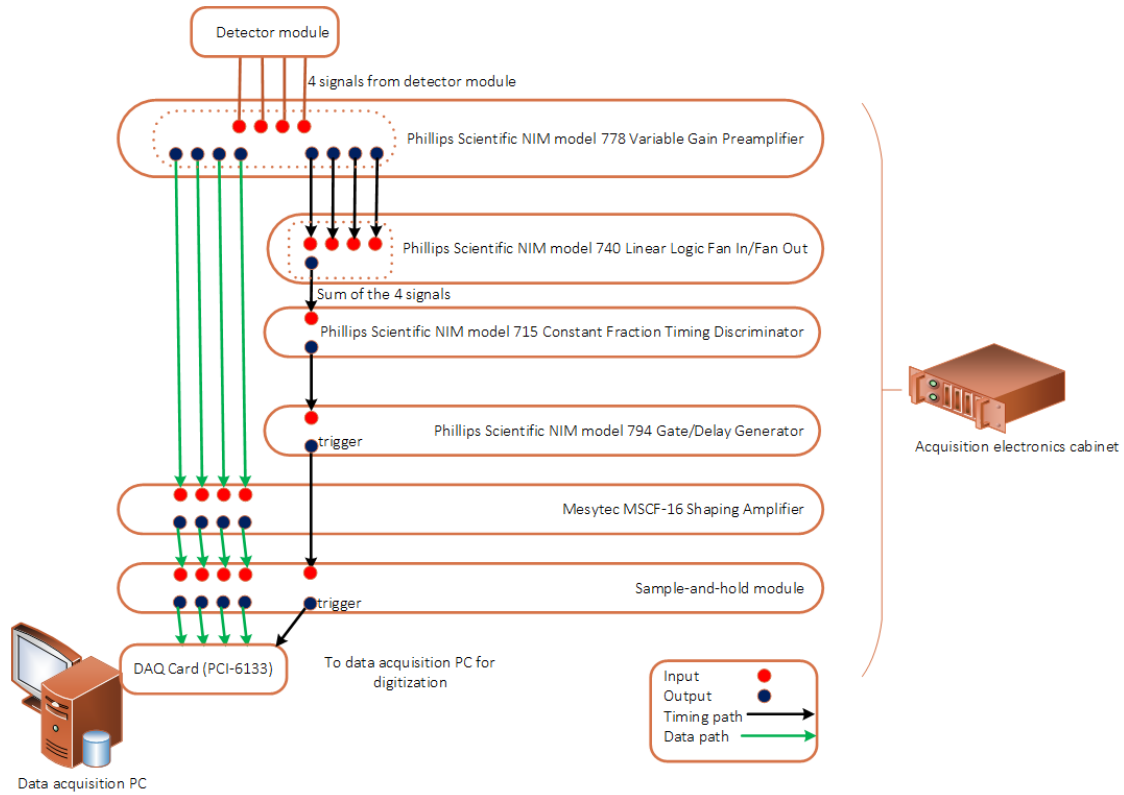 Detector module
4 signals from detector module
Phillips Scientific NIM model 778 Variable Gain Preamplifier
Phillips Scientific NIM model 740 Linear Logic Fan In/Fan Out
Sum of the 4 signals
Phillips Scientific NIM model 715 Constant Fraction Timing Discriminator
Phillips Scientific NIM model 794 Gate/Delay Generator
trigger
Acquisition electronics cabinet
Mesytec MSCF-16 Shaping Amplifier
Sample-and-hold module
trigger
DAQ Card (PCI-6133)
To data acquisition PC for
digitization
Input
Output
Timing path
Data path
Data acquisition PC